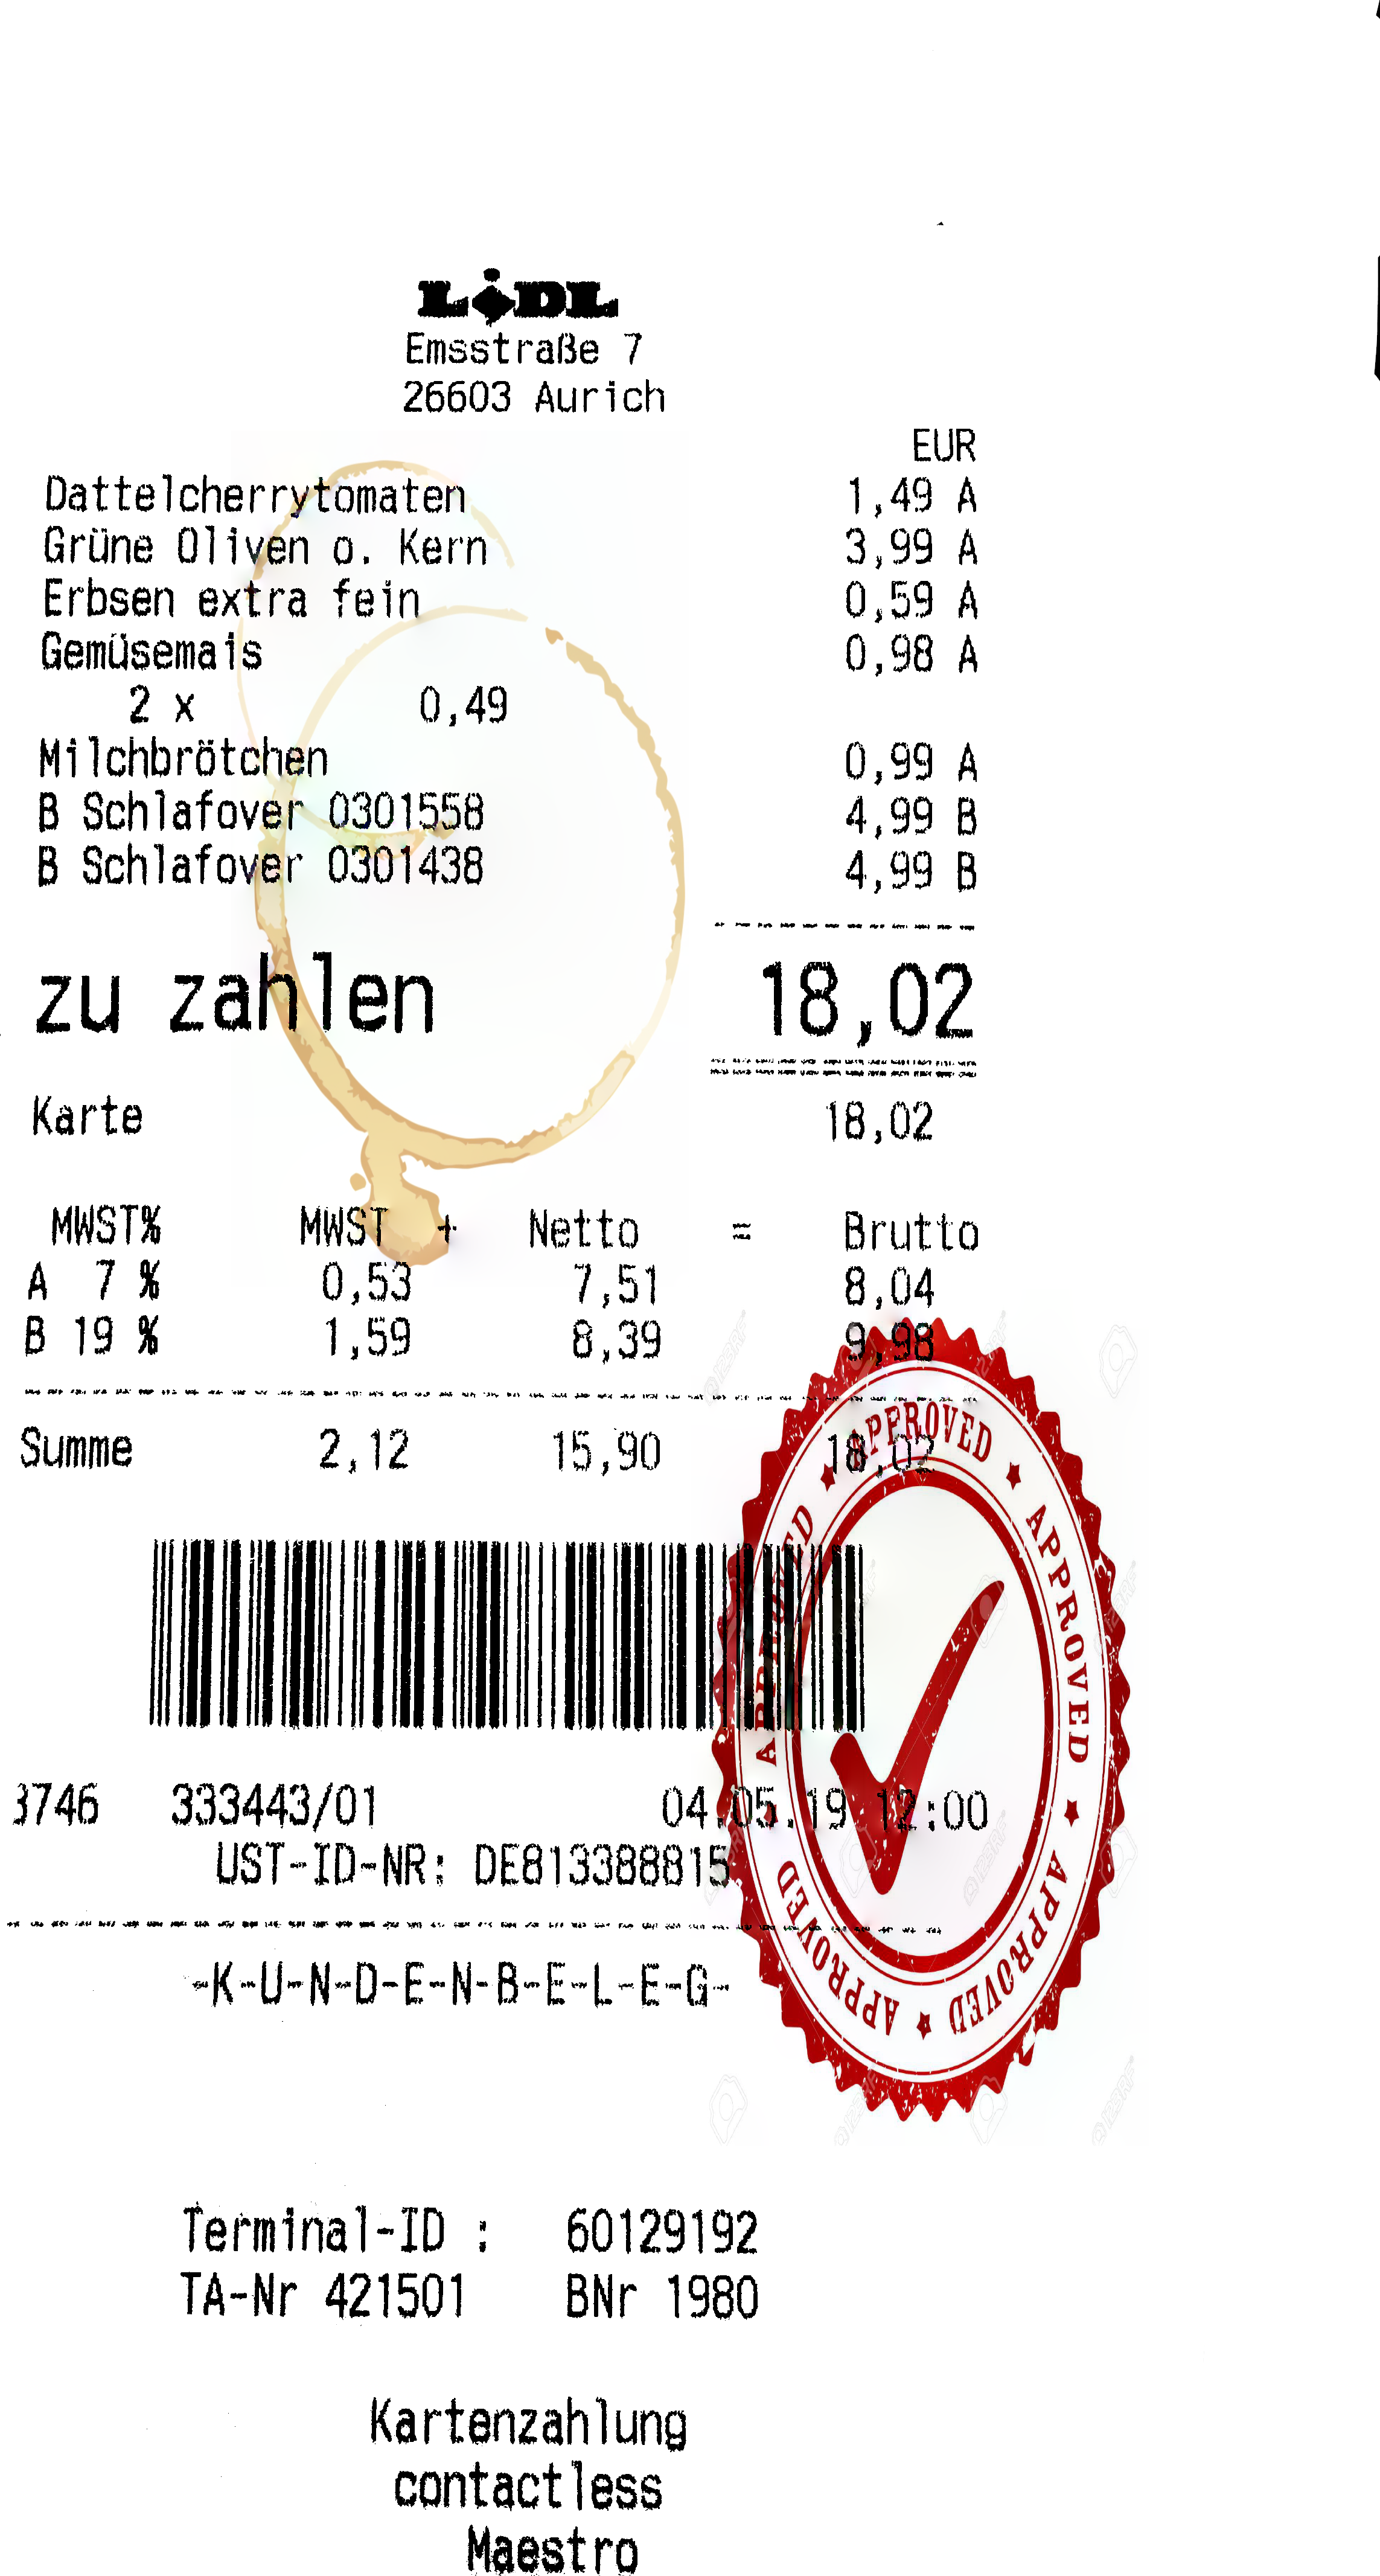 LIDL
Emsstraße 7
26603 Aurich
EUR
Dattelcherrytomaten 1,49 A
Grüne Oliven o. Kern 3,99 A
Erbsen extra fein 0,59 A
Gemüsemais 0,98 A
2 x 0,49
Milchbrötchen 0,99 A
B Schlafover 0301558 4,99 B
B Schlafover 0301438 4,99 B
zu zahlen 18,02
Karte 18,02
MWST% MWST + Netto = Brutto
A 7 % 0,53 7,51 8,04
B 19 % 1,59 8,39 9,98
Summe 2,12 15,90 18,02
APPROVED ★ APPROVED ★ APPROVED ★ APPROVED ★ APPROVED ★
3746 333443/01 04.05.19 12:00
UST-ID-NR: DE813388815
-K-U-N-D-E-N-B-E-L-E-G-
Terminal-ID : 60129192
TA-Nr 421501 BNr 1980
Kartenzahlung
contactless
Maestro